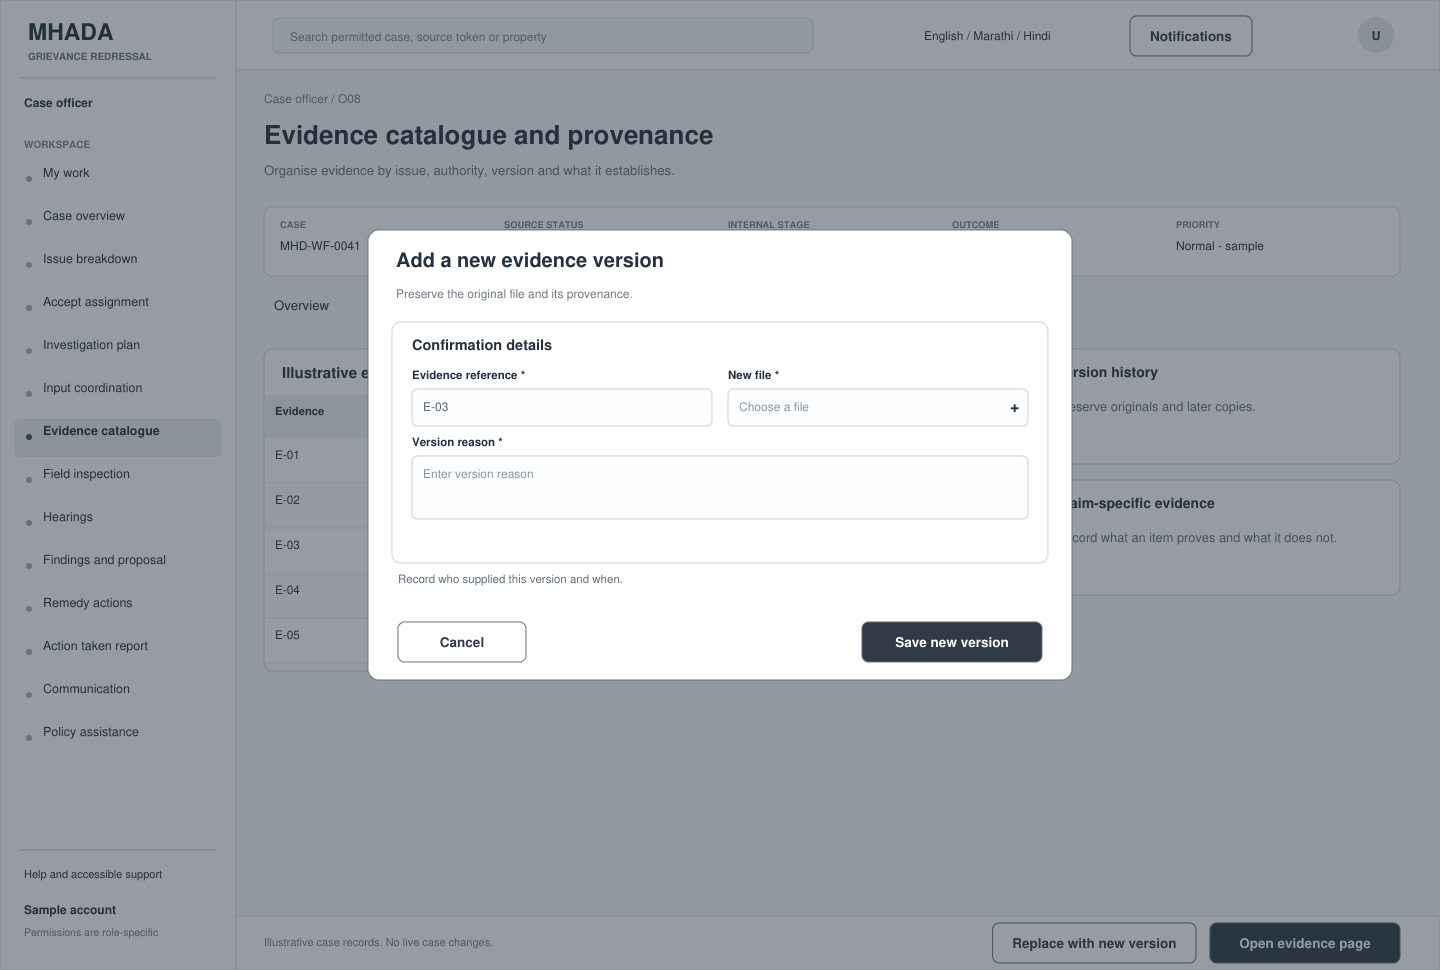 MHADA
GRIEVANCE REDRESSAL
Case officer
WORKSPACE
My work
Case overview
Issue breakdown
Accept assignment
Investigation plan
Input coordination
Evidence catalogue
Field inspection
Hearings
Findings and proposal
Remedy actions
Action taken report
Communication
Policy assistance
Help and accessible support
Sample account
Permissions are role-specific
Search permitted case, source token or property
English / Marathi / Hindi
Notifications
U
Case officer / O08
Evidence catalogue and provenance
Organise evidence by issue, authority, version and what it establishes.
CASE
MHD-WF-0041
SOURCE STATUS
INTERNAL STAGE
OUTCOME
PRIORITY
Normal - sample
Overview
Illustrative
Evidence
E-01
E-02
E-03
E-04
E-05
Add a new evidence version
Preserve the original file and its provenance.
Confirmation details
Evidence reference *
E-03
New file *
Choose a file +
Version reason *
Enter version reason
Record who supplied this version and when.
Cancel
Save new version
history
originals and later copies.
evidence
what an item proves and what it does not.
Illustrative case records. No live case changes.
Replace with new version
Open evidence page